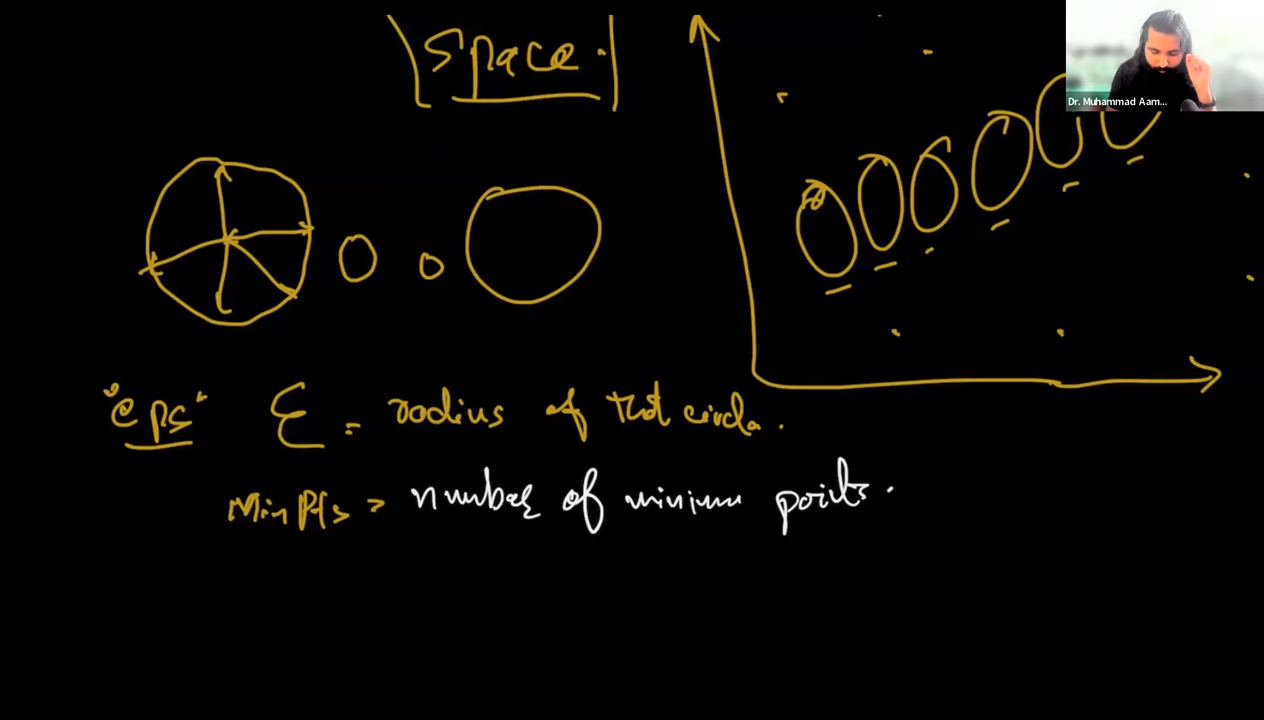 Space.
Dr. Muhammad Aam...
"eps" ε = radius of that circle.
MinPts = number of minimum points.